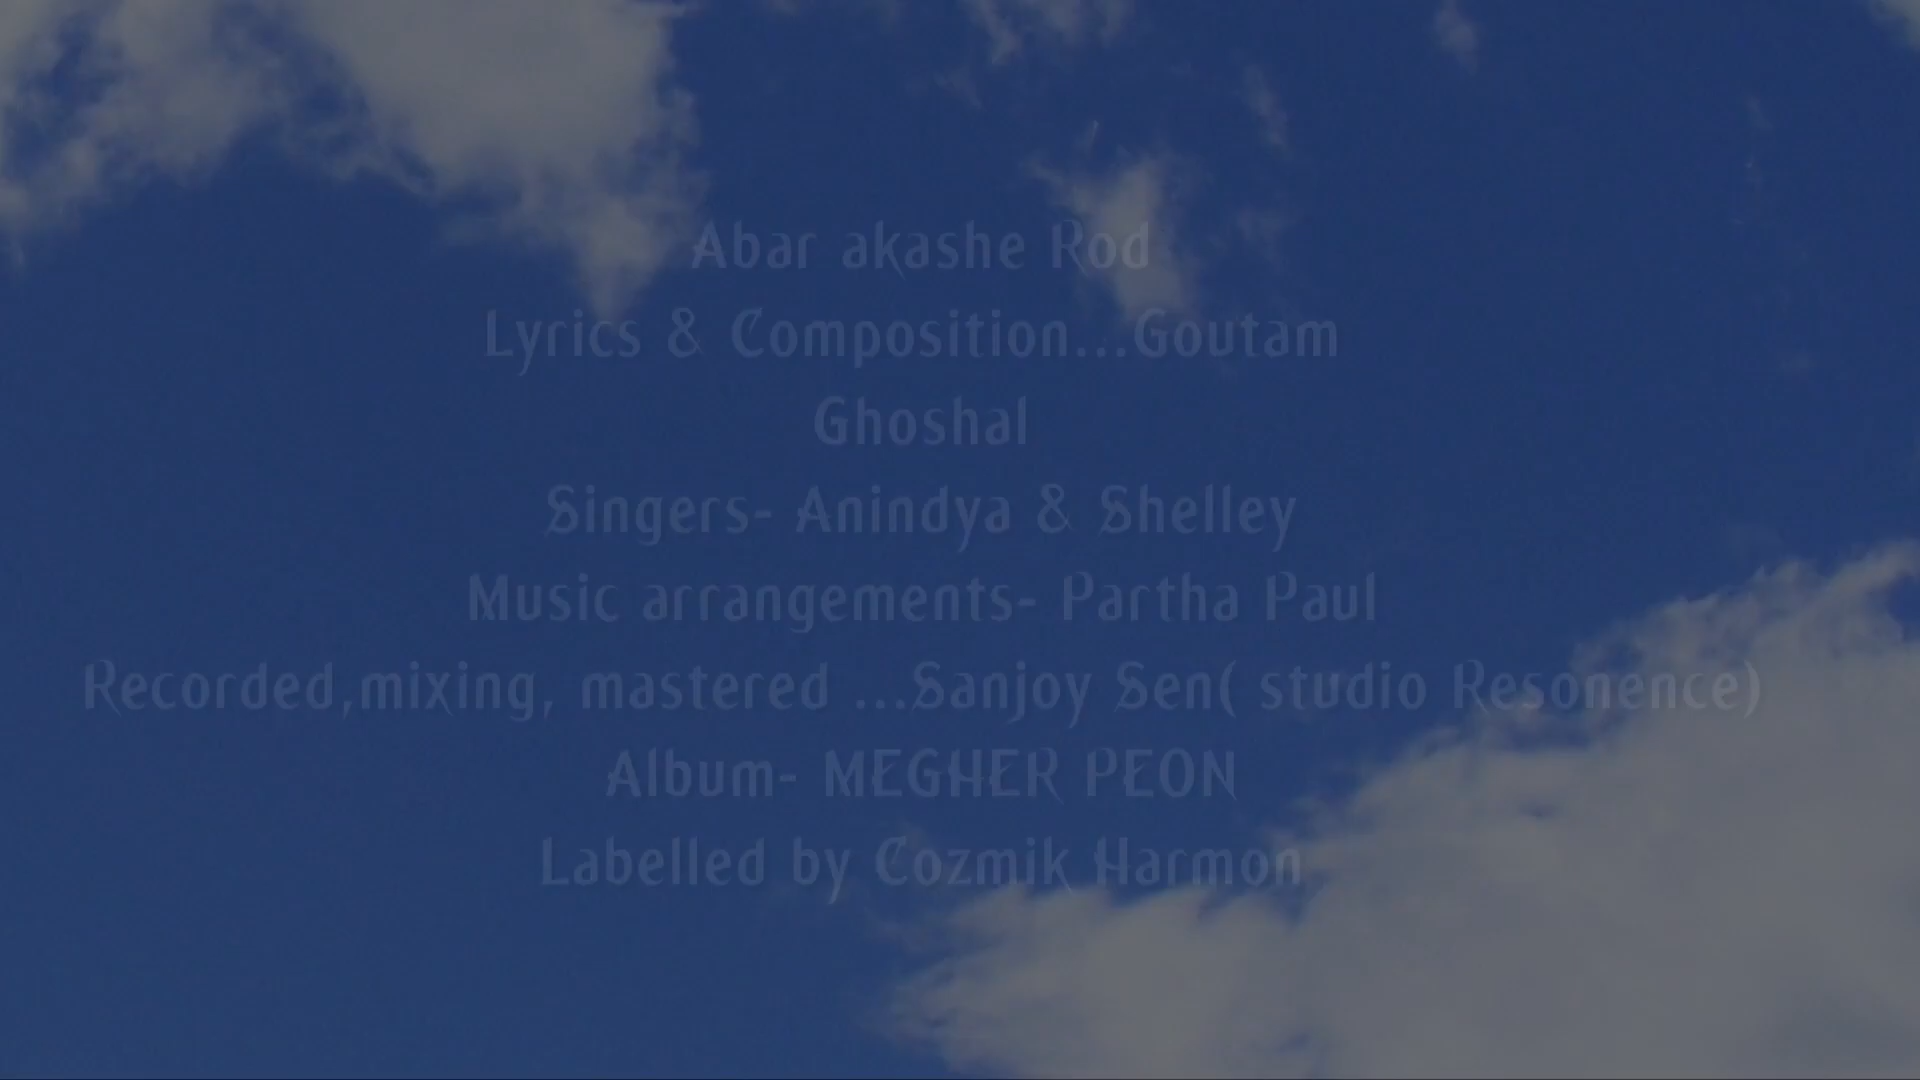 Abar akashe Rod
Lyrics & Composition...Goutam
Ghoshal
Singers- Anindya & Shelley
Music arrangements- Partha Paul
Recorded,mixing, mastered ...Sanjoy Sen( studio Resonence)
Album- MEGHER PEON
Labelled by Cozmik Harmon